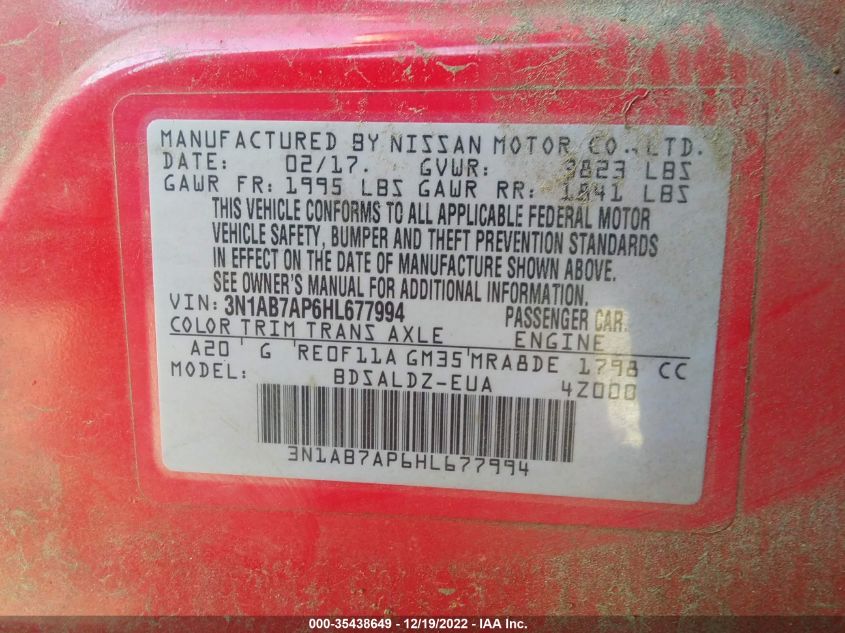 MANUFACTURED BY NISSAN MOTOR CO., LTD.
DATE: 02/17. GVWR: 3823 LBS
GAWR FR: 1995 LBS GAWR RR: 1841 LBS
THIS VEHICLE CONFORMS TO ALL APPLICABLE FEDERAL MOTOR
VEHICLE SAFETY, BUMPER AND THEFT PREVENTION STANDARDS
IN EFFECT ON THE DATE OF MANUFACTURE SHOWN ABOVE.
SEE OWNER'S MANUAL FOR ADDITIONAL INFORMATION.
VIN: 3N1AB7AP6HL677994 PASSENGER CAR.
COLOR TRIM TRANS AXLE ENGINE
A20 ' G 'RE0F11A GM35'MRA8DE 1798 CC
MODEL: BDSALDZ-EUA 4Z000
3N1AB7AP6HL677994
000-35438649 - 12/19/2022 - IAA Inc.